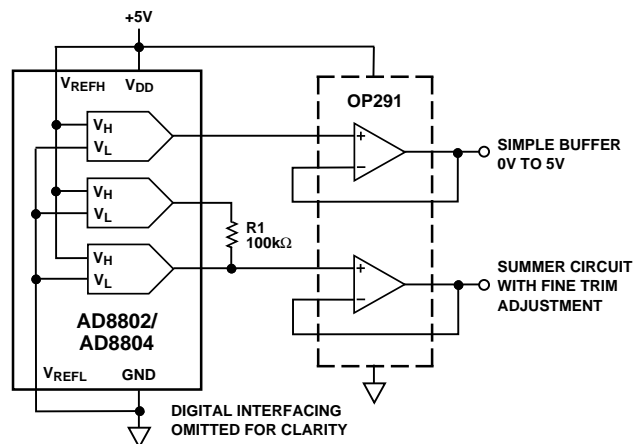 +5V
VREFH
VDD
OP291
VH
VL
+
−
SIMPLE BUFFER
0V TO 5V
VH
VL
R1
100kΩ
VH
VL
+
−
SUMMER CIRCUIT
WITH FINE TRIM
ADJUSTMENT
AD8802/
AD8804
VREFL
GND
DIGITAL INTERFACING
OMITTED FOR CLARITY